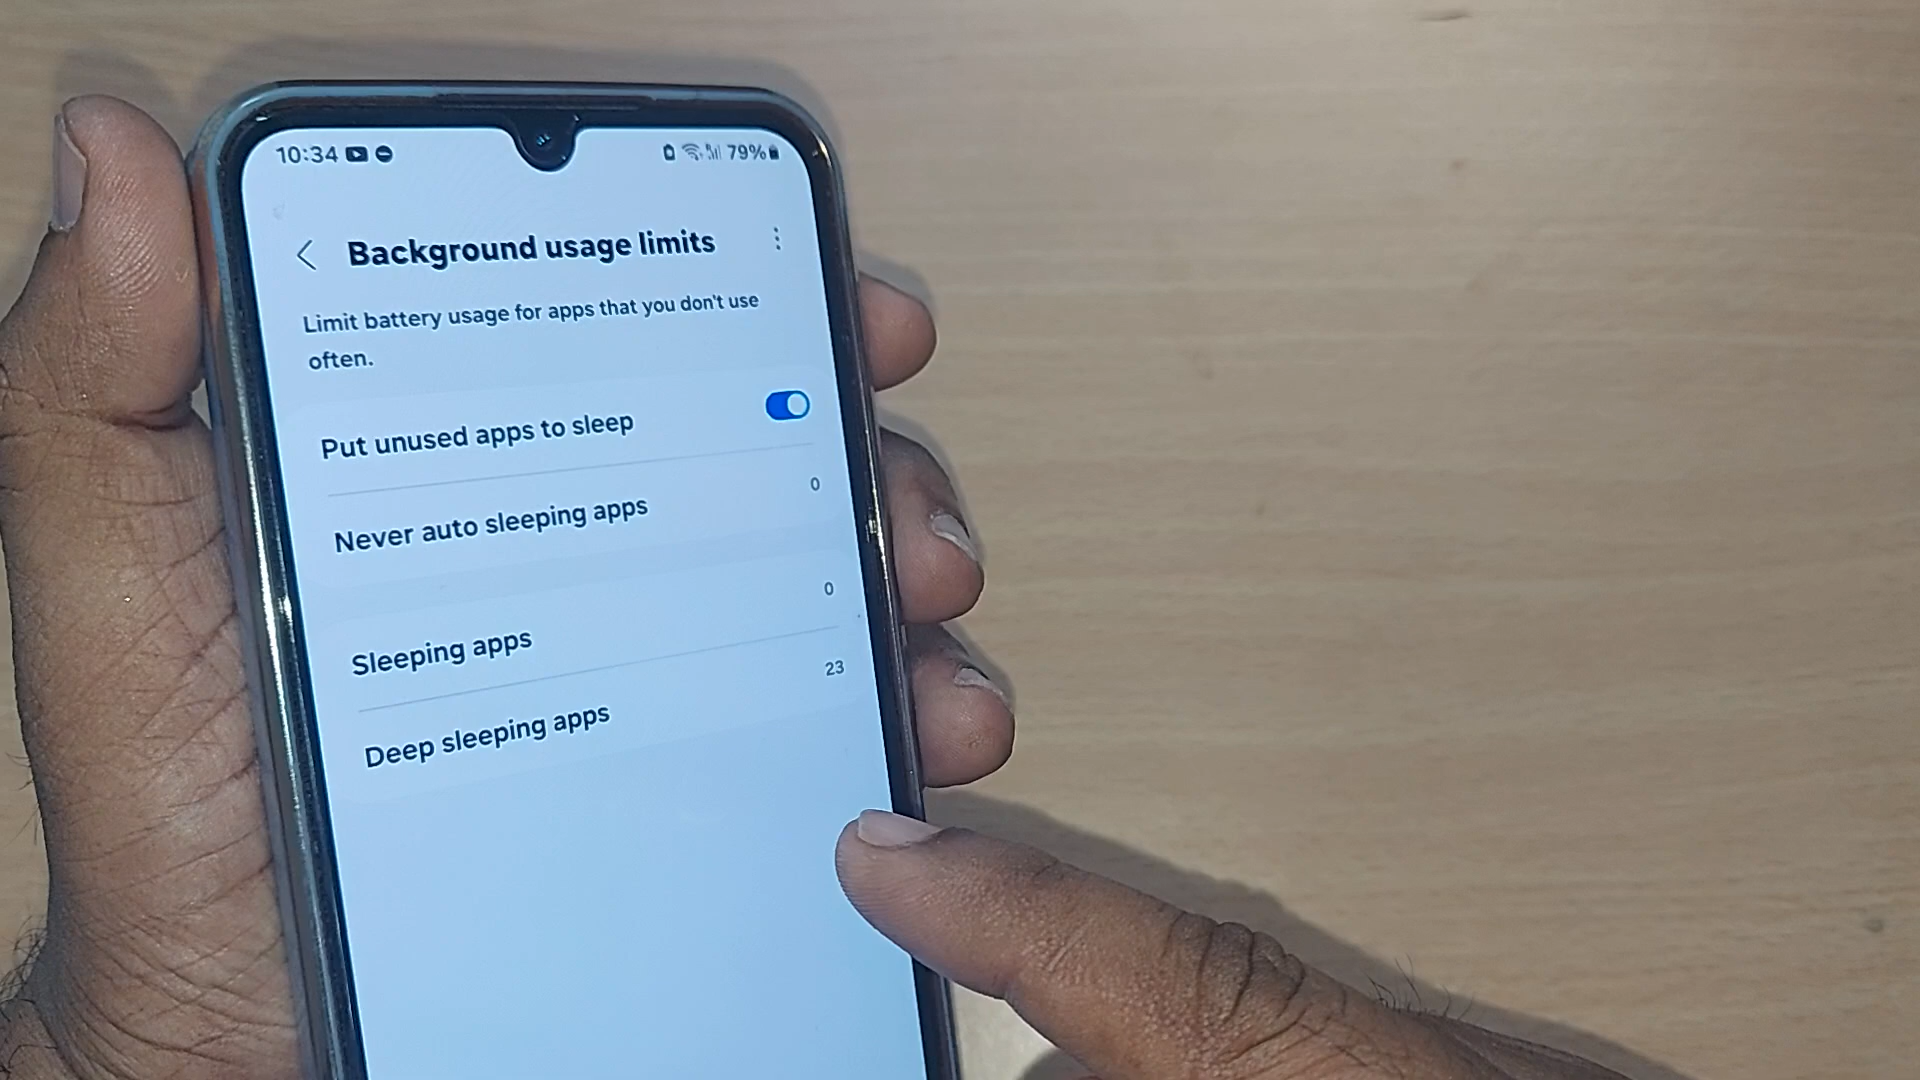 10:34
79%
Background usage limits
Limit battery usage for apps that you don't use
often.
Put unused apps to sleep
Never auto sleeping apps
0
Sleeping apps
0
Deep sleeping apps
23